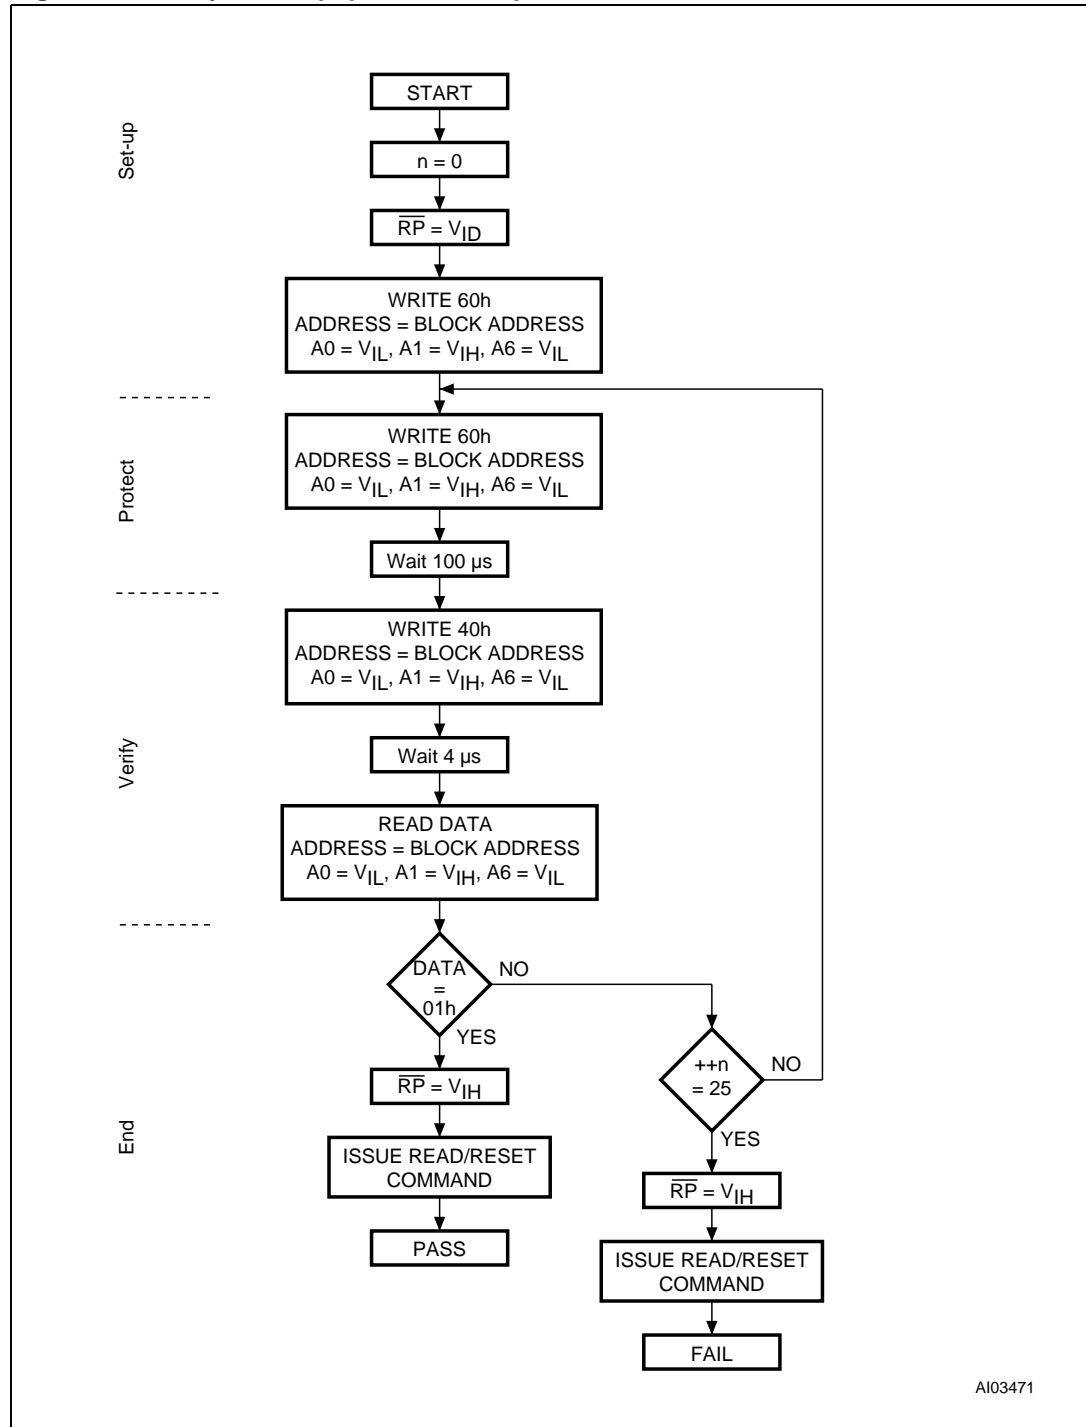 START
Set-up
n = 0
R̅P̅ = VID
WRITE 60h
ADDRESS = BLOCK ADDRESS
A0 = VIL, A1 = VIH, A6 = VIL
Protect
WRITE 60h
ADDRESS = BLOCK ADDRESS
A0 = VIL, A1 = VIH, A6 = VIL
Wait 100 µs
Verify
WRITE 40h
ADDRESS = BLOCK ADDRESS
A0 = VIL, A1 = VIH, A6 = VIL
Wait 4 µs
READ DATA
ADDRESS = BLOCK ADDRESS
A0 = VIL, A1 = VIH, A6 = VIL
End
DATA
=
01h
NO
YES
++n
= 25
NO
YES
R̅P̅ = VIH
ISSUE READ/RESET
COMMAND
PASS
R̅P̅ = VIH
ISSUE READ/RESET
COMMAND
FAIL
AI03471